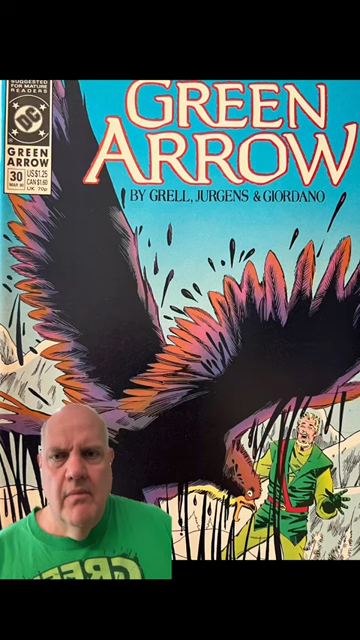 SUGGESTED
FOR MATURE
READERS
DC
GREEN
ARROW
30
MAR 90
US $1.25
CAN $1.60
UK 70p
GREEN
ARROW
BY GRELL, JURGENS & GIORDANO
GREE